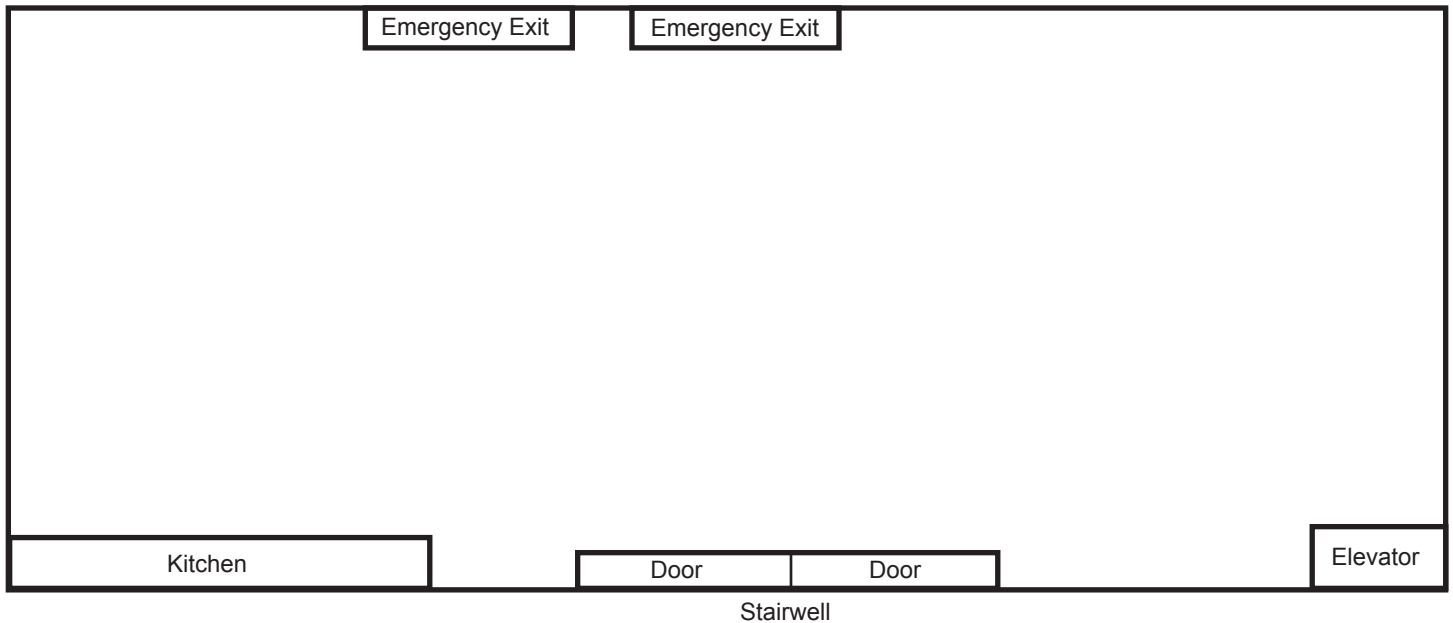 Emergency Exit
Emergency Exit
Kitchen
Door
Door
Elevator
Stairwell